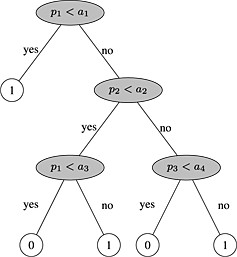 p₁ < a₁
yes
no
1
p₂ < a₂
yes
no
p₁ < a₃
p₃ < a₄
yes
no
yes
no
0
1
0
1